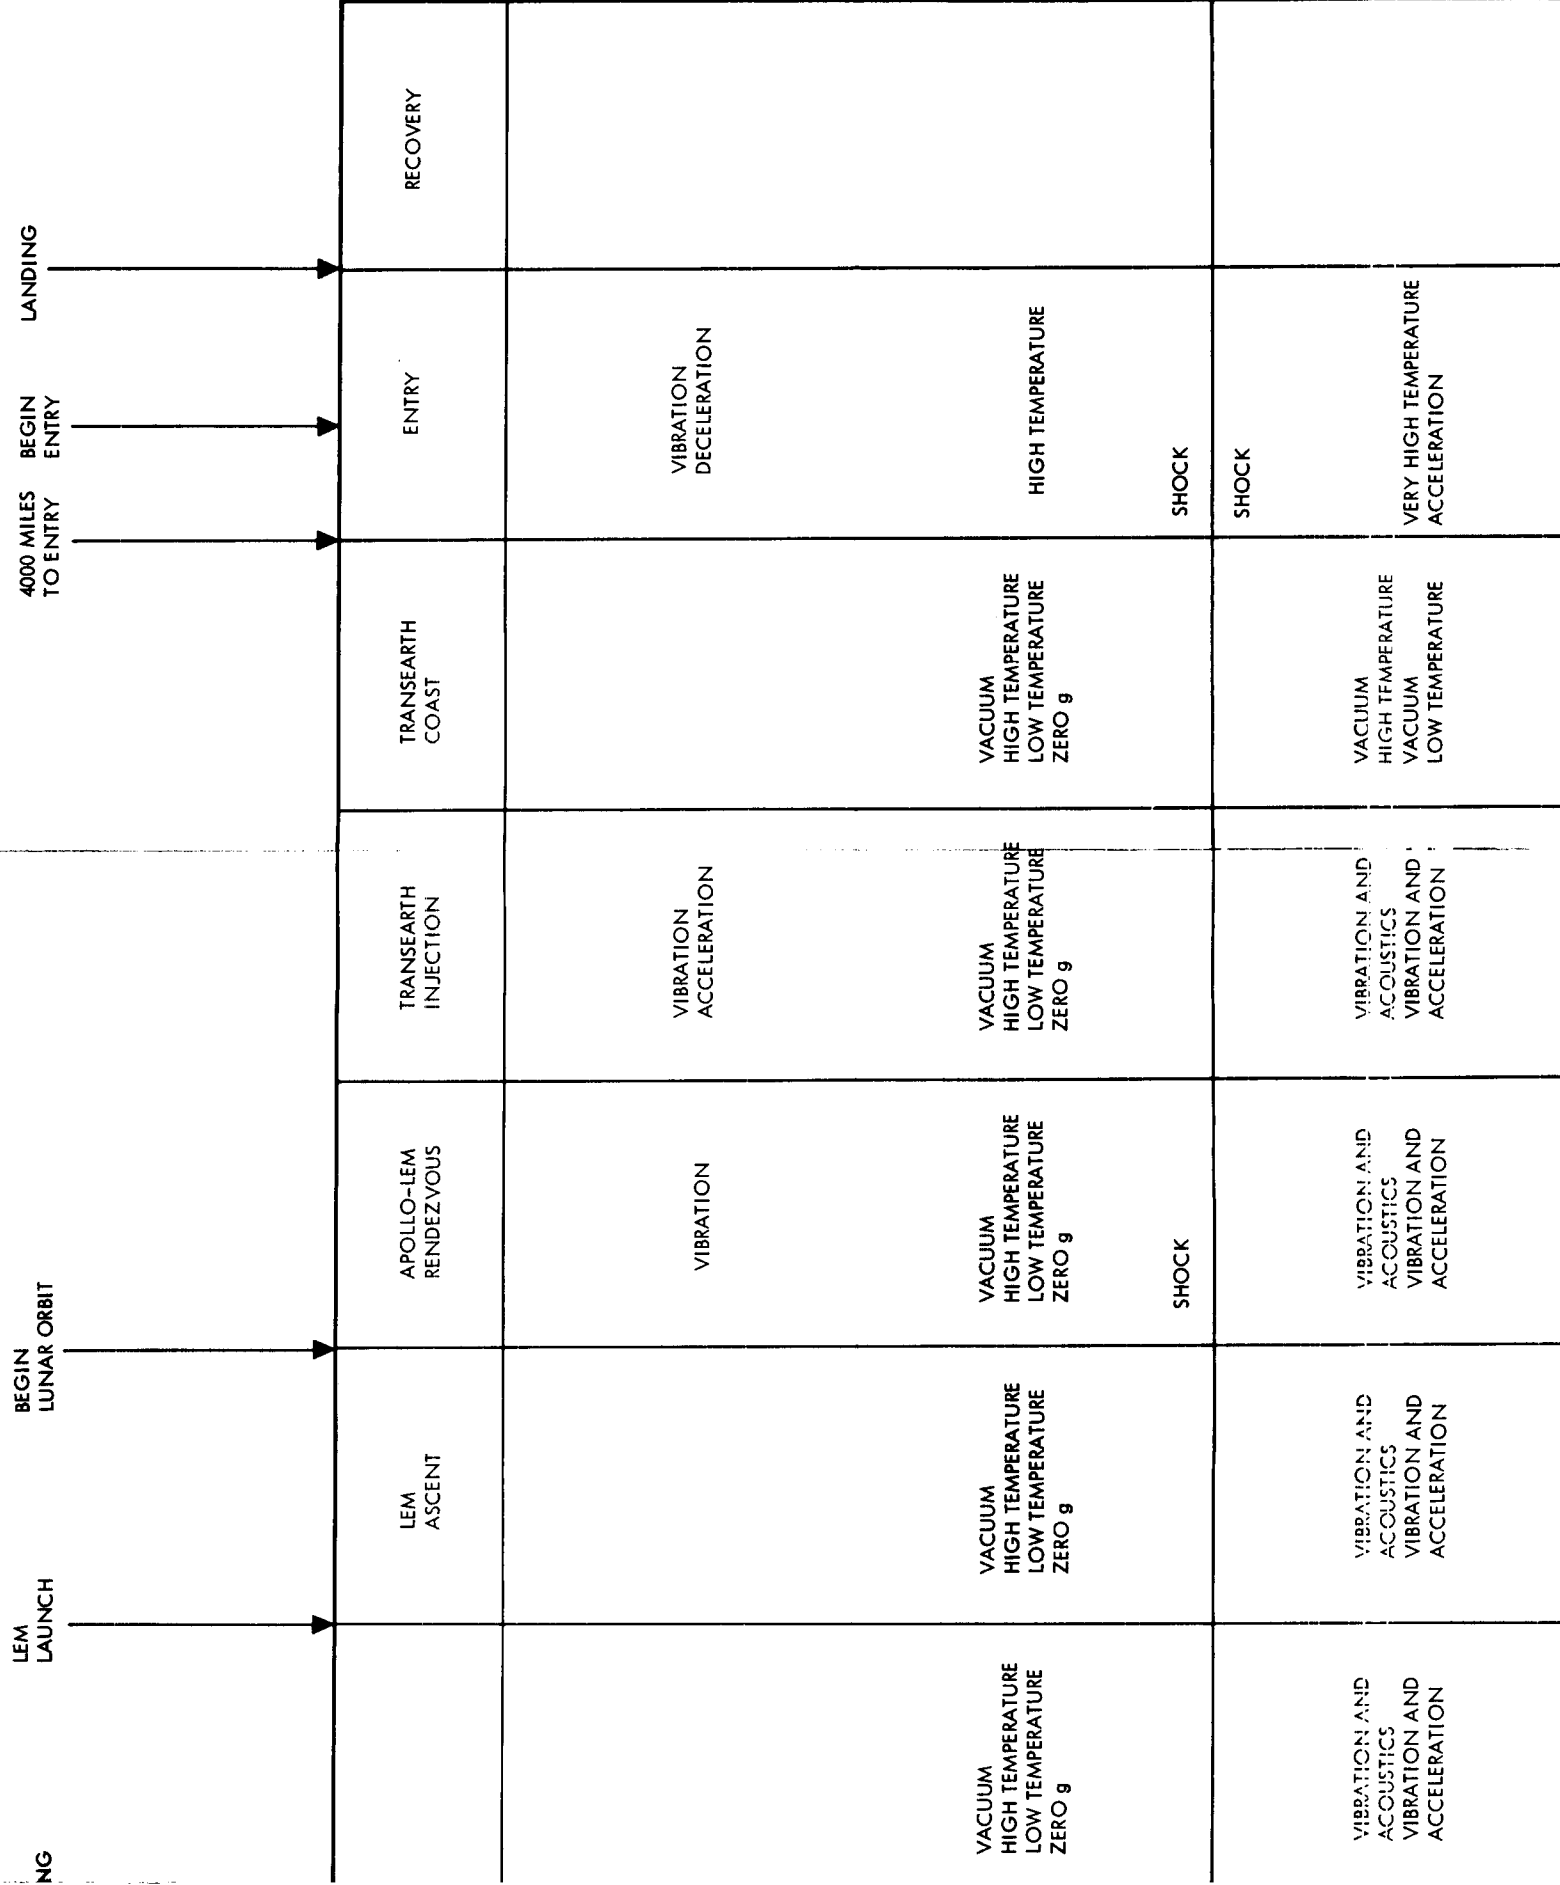 NG
LEM
LAUNCH
BEGIN
LUNAR ORBIT
4000 MILES
TO ENTRY
BEGIN
ENTRY
LANDING
LEM
ASCENT
APOLLO-LEM
RENDEZVOUS
TRANSEARTH
INJECTION
TRANSEARTH
COAST
ENTRY
RECOVERY
VIBRATION
VIBRATION
ACCELERATION
VIBRATION
DECELERATION
VACUUM
HIGH TEMPERATURE
LOW TEMPERATURE
ZERO g
VACUUM
HIGH TEMPERATURE
LOW TEMPERATURE
ZERO g
VACUUM
HIGH TEMPERATURE
LOW TEMPERATURE
ZERO g
VACUUM
HIGH TEMPERATURE
LOW TEMPERATURE
ZERO g
VACUUM
HIGH TEMPERATURE
LOW TEMPERATURE
ZERO g
HIGH TEMPERATURE
SHOCK
SHOCK
SHOCK
VIBRATION AND
ACOUSTICS
VIBRATION AND
ACCELERATION
VIBRATION AND
ACOUSTICS
VIBRATION AND
ACCELERATION
VIBRATION AND
ACOUSTICS
VIBRATION AND
ACCELERATION
VIBRATION AND
ACOUSTICS
VIBRATION AND
ACCELERATION
VACUUM
HIGH TEMPERATURE
VACUUM
LOW TEMPERATURE
VERY HIGH TEMPERATURE
ACCELERATION